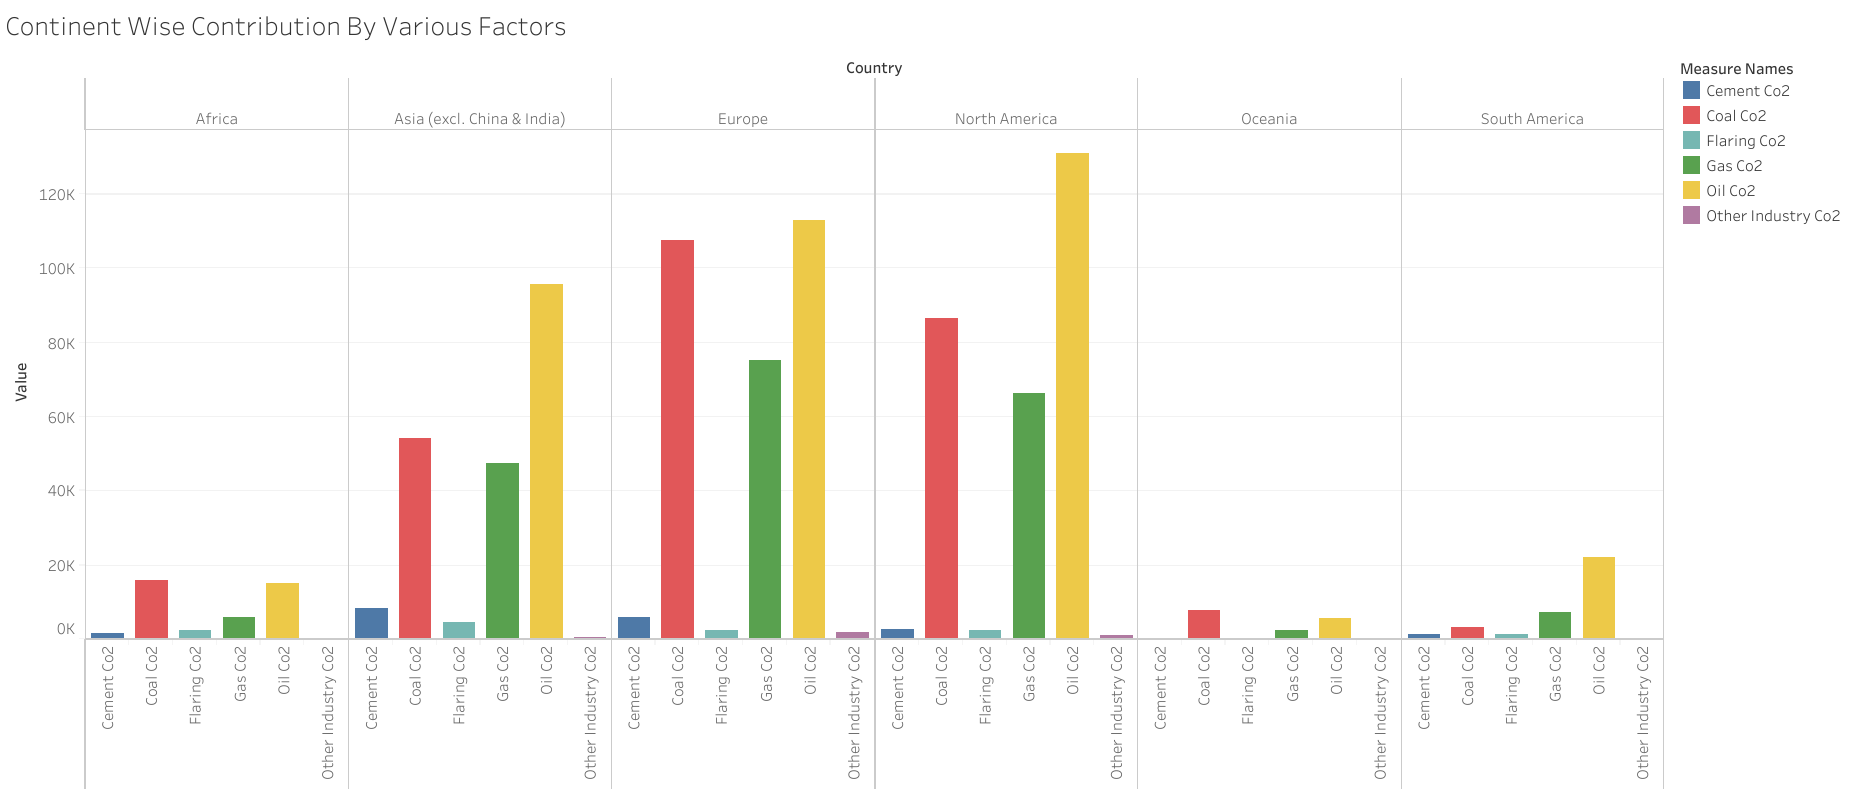 Continent Wise Contribution By Various Factors
Country
Africa
Asia (excl. China & India)
Europe
North America
Oceania
South America
Measure Names
Cement Co2
Coal Co2
Flaring Co2
Gas Co2
Oil Co2
Other Industry Co2
Value
120K
100K
80K
60K
40K
20K
0K
Cement Co2
Coal Co2
Flaring Co2
Gas Co2
Oil Co2
Other Industry Co2
Cement Co2
Coal Co2
Flaring Co2
Gas Co2
Oil Co2
Other Industry Co2
Cement Co2
Coal Co2
Flaring Co2
Gas Co2
Oil Co2
Other Industry Co2
Cement Co2
Coal Co2
Flaring Co2
Gas Co2
Oil Co2
Other Industry Co2
Cement Co2
Coal Co2
Flaring Co2
Gas Co2
Oil Co2
Other Industry Co2
Cement Co2
Coal Co2
Flaring Co2
Gas Co2
Oil Co2
Other Industry Co2